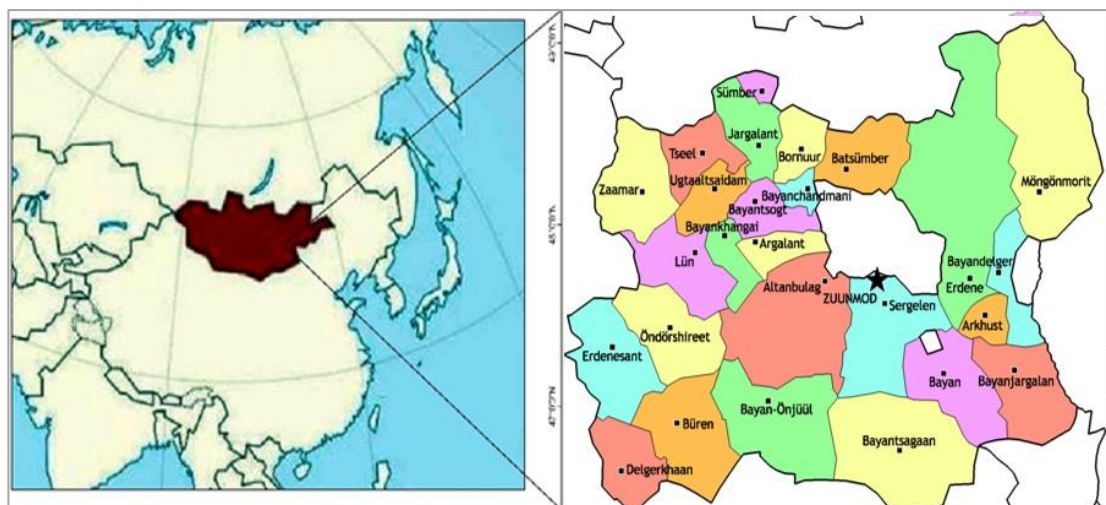 Sümber
Jargalant
Tseel
Bornuur
Batsümber
Zaamar
Ugtaaltsaidam
Bayanchandmani
Möngönmorit
Bayantsogt
Bayankhangai
Argalant
Lün
Bayandelger
Erdene
Altanbulag
ZUUNMOD
Sergelen
Arkhust
Öndörshireet
Erdenesant
Bayan
Bayanjargalan
Bayan-Önjüül
Büren
Bayantsagaan
Delgerkhaan